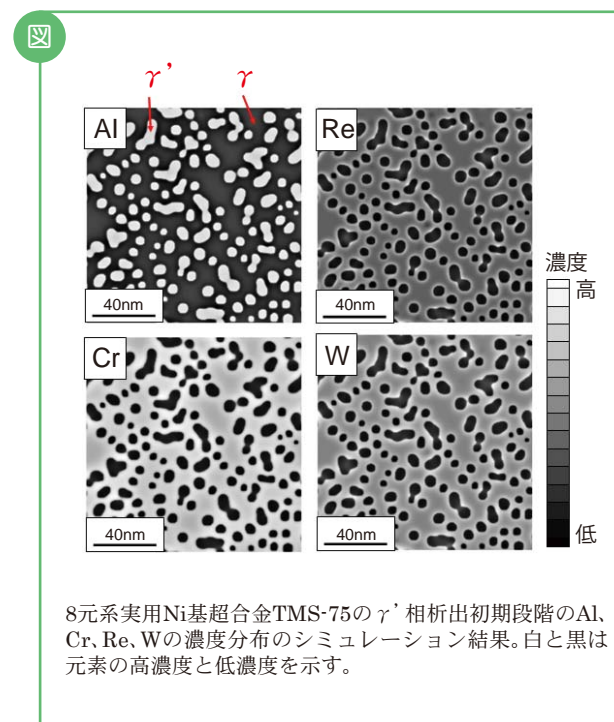 図
γ’ γ
Al
Re
40nm
40nm
Cr
W
40nm
40nm
濃度
高
低
8元系実用Ni基超合金TMS-75のγ’相析出初期段階のAl、
Cr、Re、Wの濃度分布のシミュレーション結果。白と黒は
元素の高濃度と低濃度を示す。